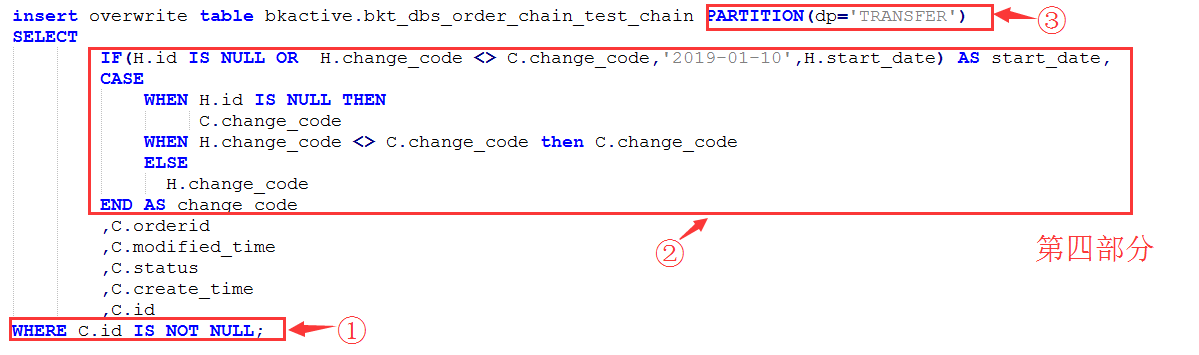 insert overwrite table bkactive.bkt_dbs_order_chain_test_chain PARTITION(dp='TRANSFER')
③
SELECT
IF(H.id IS NULL OR  H.change_code <> C.change_code,'2019-01-10',H.start_date) AS start_date,
CASE
WHEN H.id IS NULL THEN
C.change_code
WHEN H.change_code <> C.change_code then C.change_code
ELSE
H.change_code
END AS change_code
,C.orderid
,C.modified_time
②
第四部分
,C.status
,C.create_time
,C.id
WHERE C.id IS NOT NULL;
①